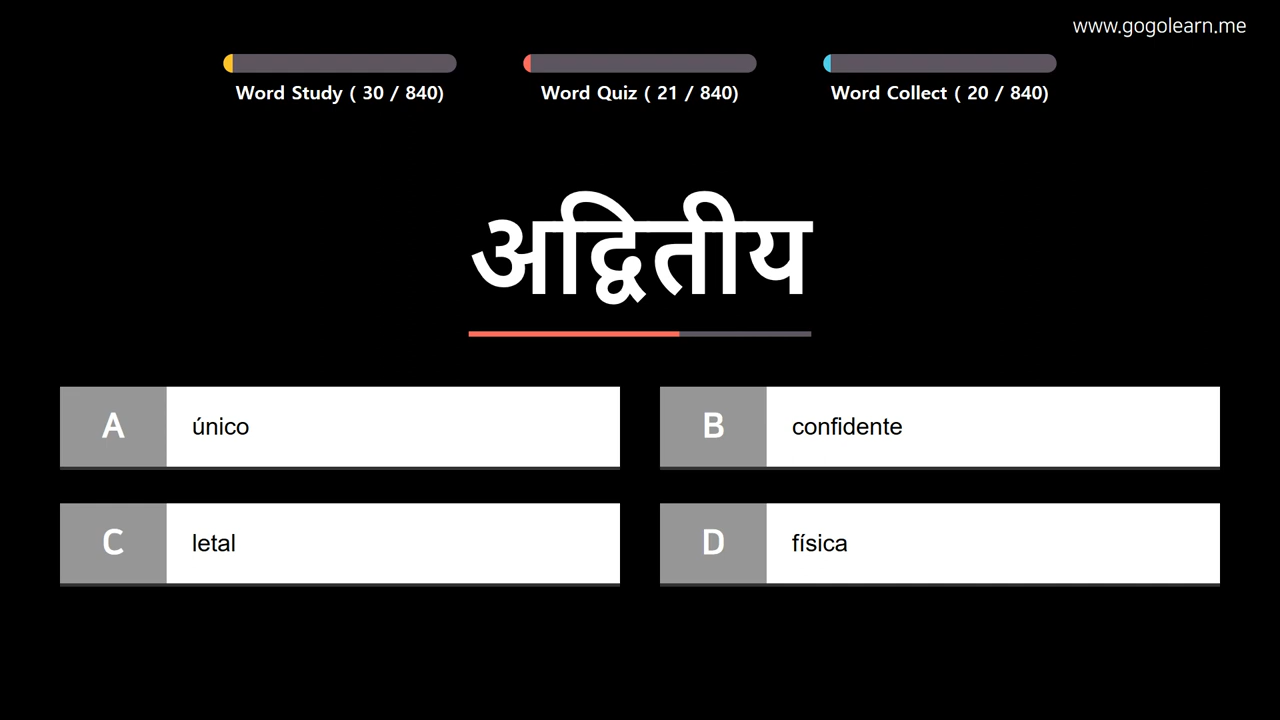 www.gogolearn.me
Word Study ( 30 / 840)
Word Quiz ( 21 / 840)
Word Collect ( 20 / 840)
अद्वितीय
A único
B confidente
C letal
D física